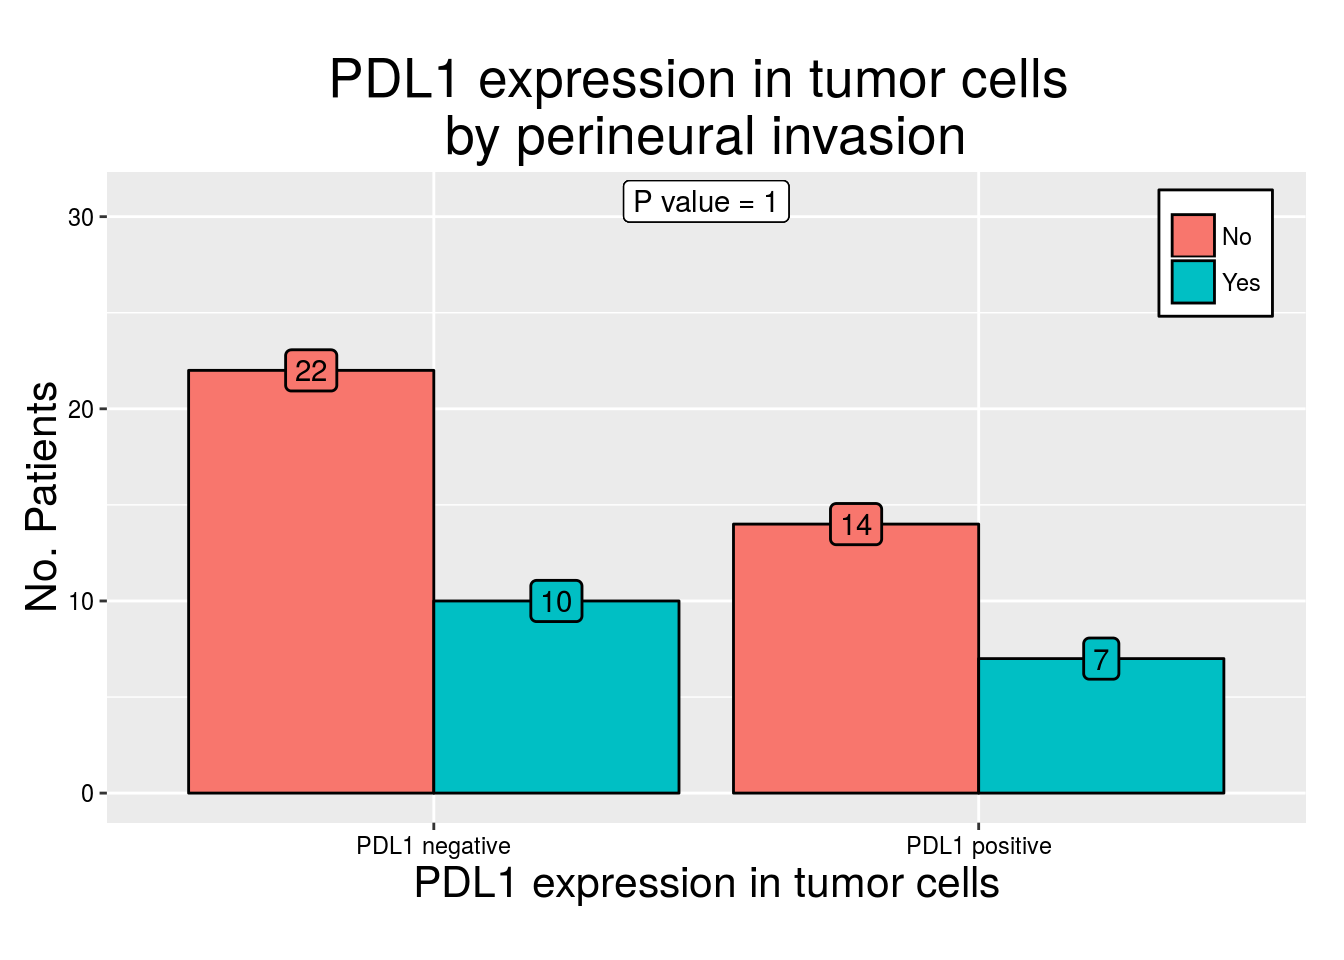 PDL1 expression in tumor cells
by perineural invasion
P value = 1
No
Yes
30
20
10
0
No. Patients
22
10
14
7
PDL1 negative
PDL1 positive
PDL1 expression in tumor cells